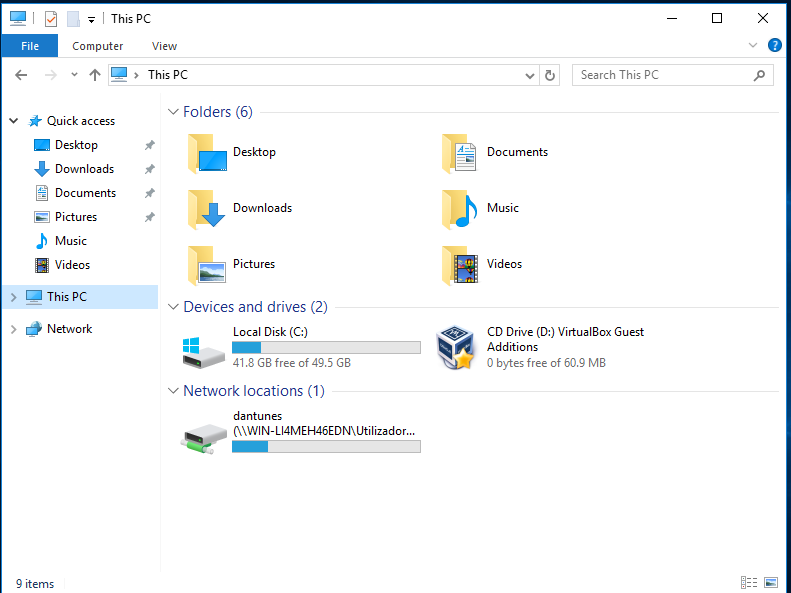 This PC
File
Computer
View
This PC
Search This PC
Quick access
Desktop
Downloads
Documents
Pictures
Music
Videos
This PC
Network
Folders (6)
Desktop
Documents
Downloads
Music
Pictures
Videos
Devices and drives (2)
Local Disk (C:)
41.8 GB free of 49.5 GB
CD Drive (D:) VirtualBox Guest
Additions
0 bytes free of 60.9 MB
Network locations (1)
dantunes
(\\WIN-LI4MEH46EDN\Utilizador...
9 items